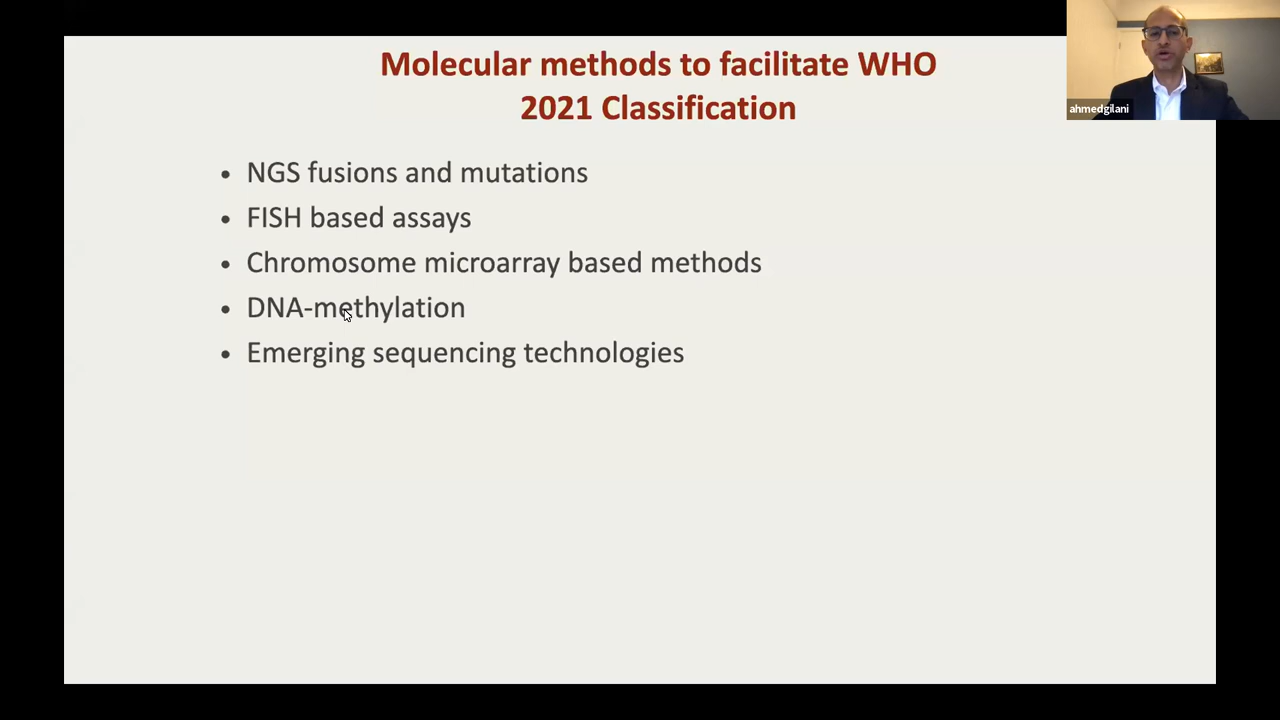 Molecular methods to facilitate WHO
2021 Classification
ahmedgilani
• NGS fusions and mutations
• FISH based assays
• Chromosome microarray based methods
• DNA-methylation
• Emerging sequencing technologies